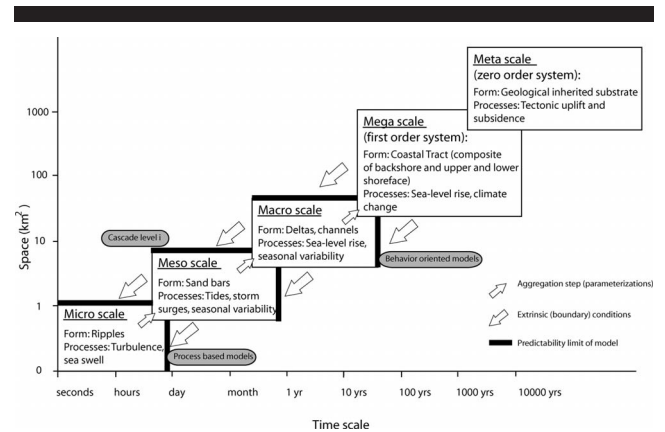 Meta scale
(zero order system):
Form: Geological inherited substrate
Processes: Tectonic uplift and
subsidence
Mega scale
(first order system):
Form: Coastal Tract (composite
of backshore and upper and lower
shoreface)
Processes: Sea-level rise, climate
change
Macro scale
Form: Deltas, channels
Processes: Sea-level rise,
seasonal variability
Cascade level i
Behavior oriented models
Meso scale
Form: Sand bars
Processes: Tides, storm
surges, seasonal variability
Micro scale
Form: Ripples
Processes: Turbulence,
sea swell
Process based models
Aggregation step (parameterizations)
Extrinsic (boundary) conditions
Predictability limit of model
Space (km²)
1000
100
10
1
0
seconds hours day month 1 yr 10 yrs 100 yrs 1000 yrs 10000 yrs
Time scale